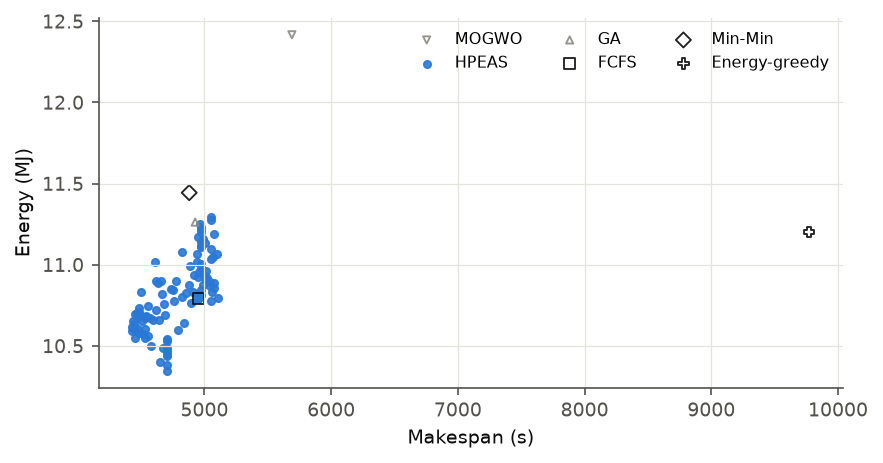 12.5
12.0
11.5
11.0
10.5
Energy (MJ)
MOGWO GA Min-Min
HPEAS FCFS Energy-greedy
5000 6000 7000 8000 9000 10000
Makespan (s)